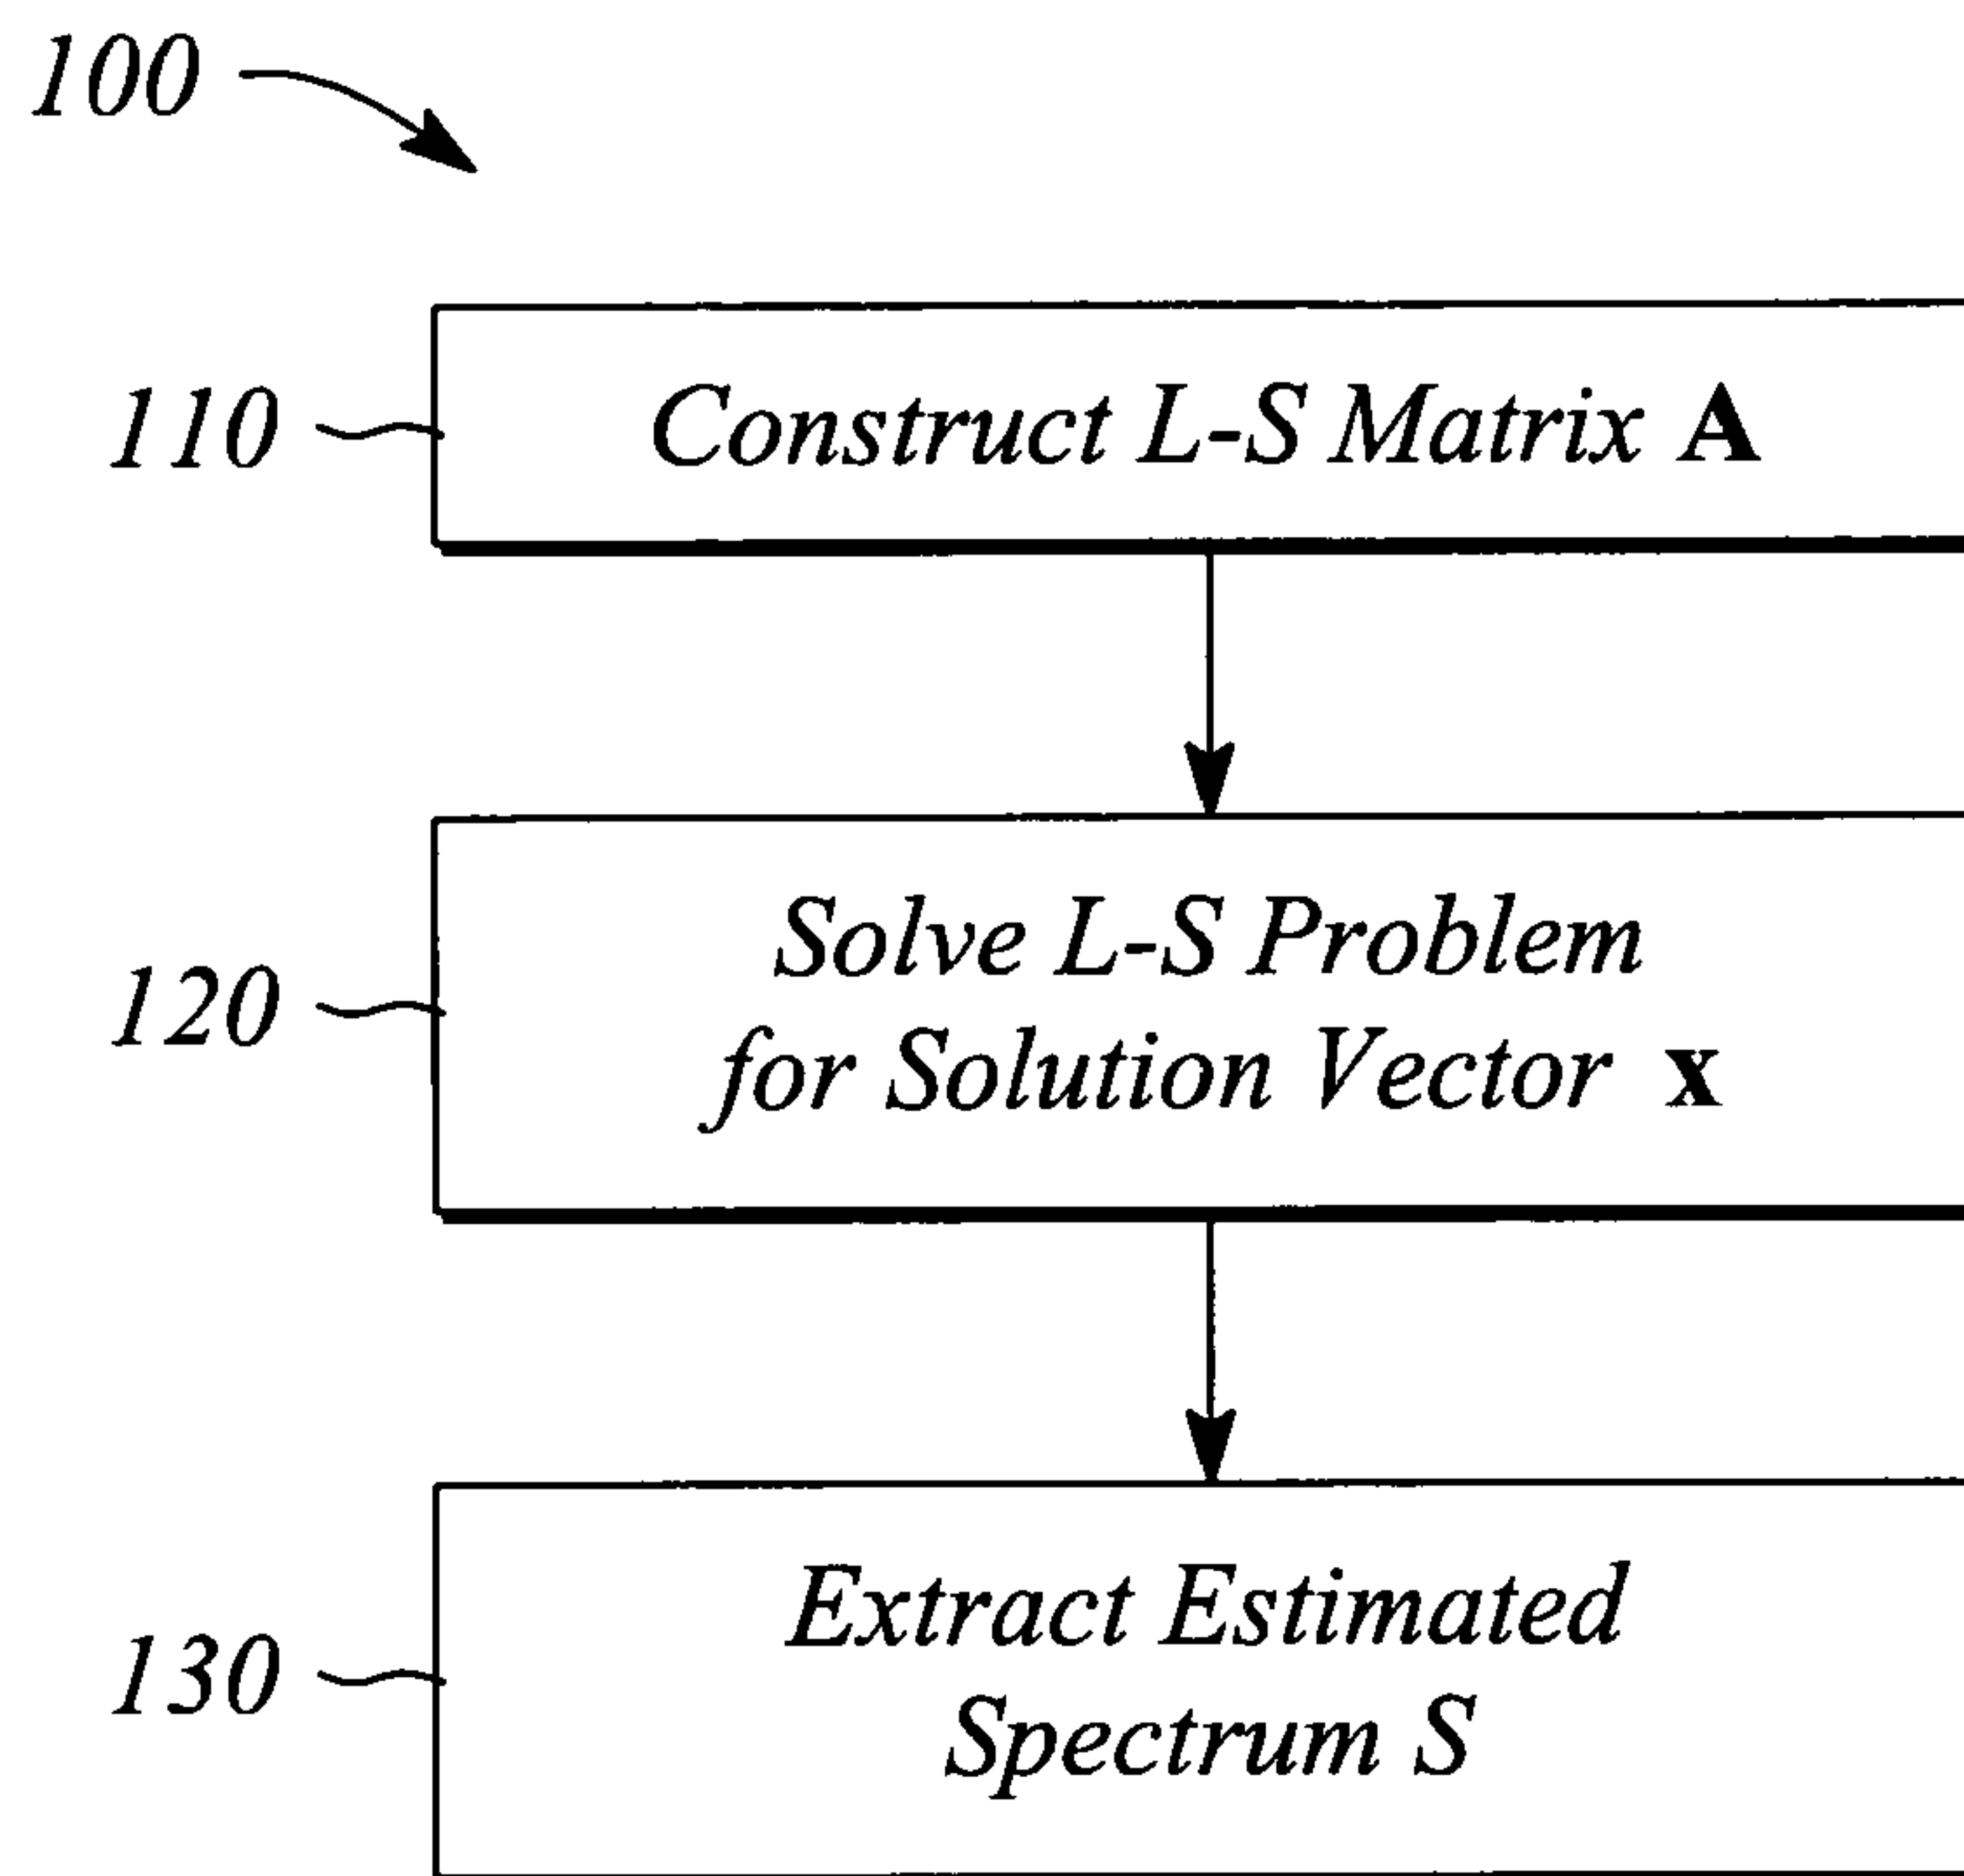 100
110
Construct L-S Matrix A
120
Solve L-S Problem
for Solution Vector x
130
Extract Estimated
Spectrum S